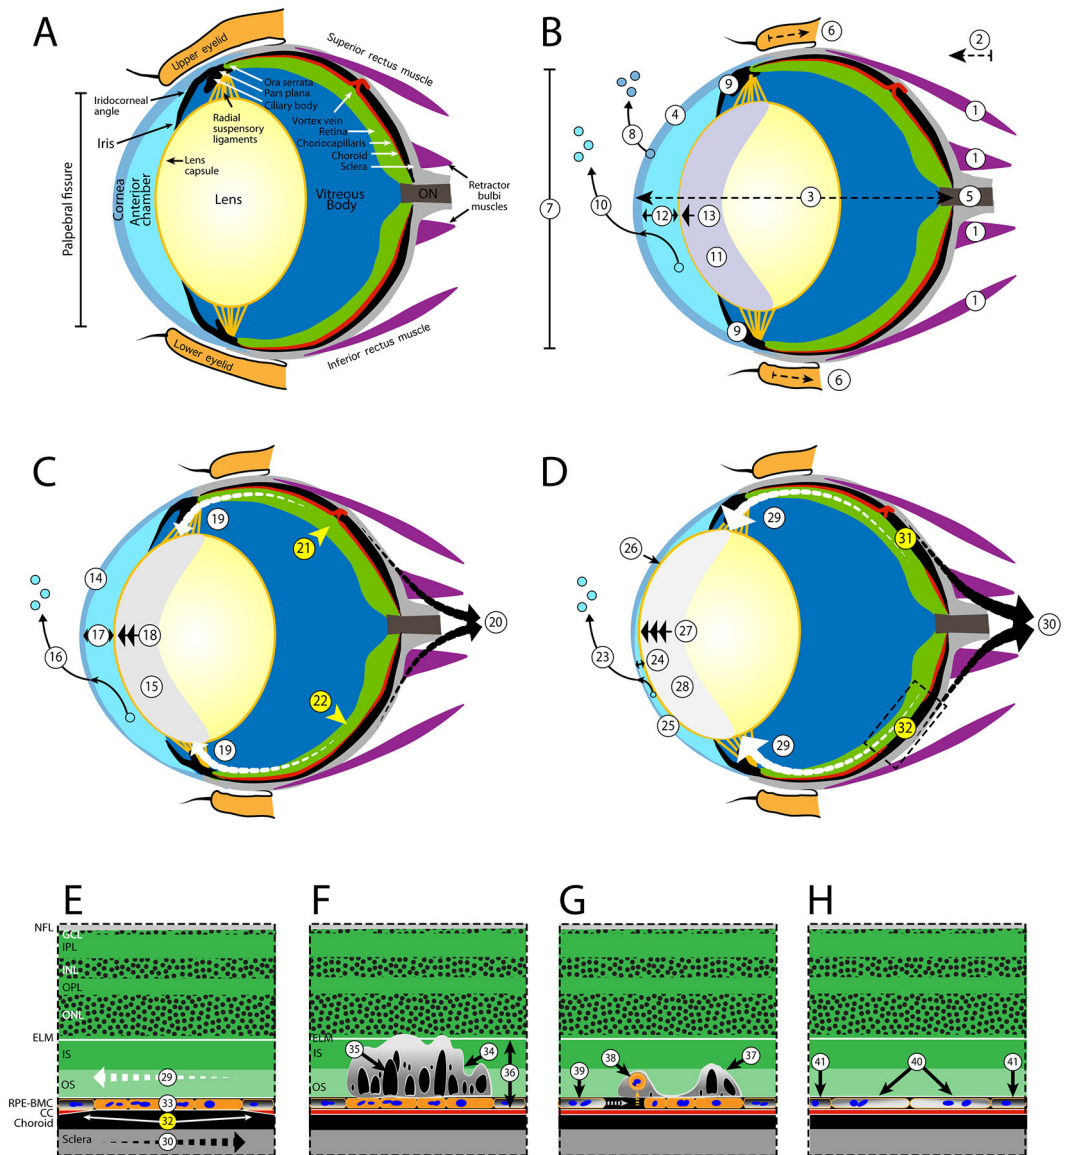 A
Upper eyelid
Superior rectus muscle
Ora serrata
Pars plana
Ciliary body
Iridocorneal
angle
Radial
suspensory
ligaments
Vortex vein
Retina
Choriocapillaris
Choroid
Sclera
Iris
Lens
capsule
Palpebral fissure
Cornea
Anterior
chamber
Lens
Vitreous
Body
ON
Retractor
bulbi
muscles
Lower eyelid
Inferior rectus muscle
B
6
2
9
1
4
8
1
7
10
3
5
12
13
1
11
1
9
6
C
19
21
14
17
18
20
16
15
22
19
D
29
26
31
27
30
23
24
28
25
32
29
E
NFL
GCL
IPL
INL
OPL
ONL
ELM
IS
OS
29
RPE-BMC
33
CC
Choroid
32
Sclera
30
F
ELM
IS
35
34
36
OS
G
38
37
39
H
41
40
41